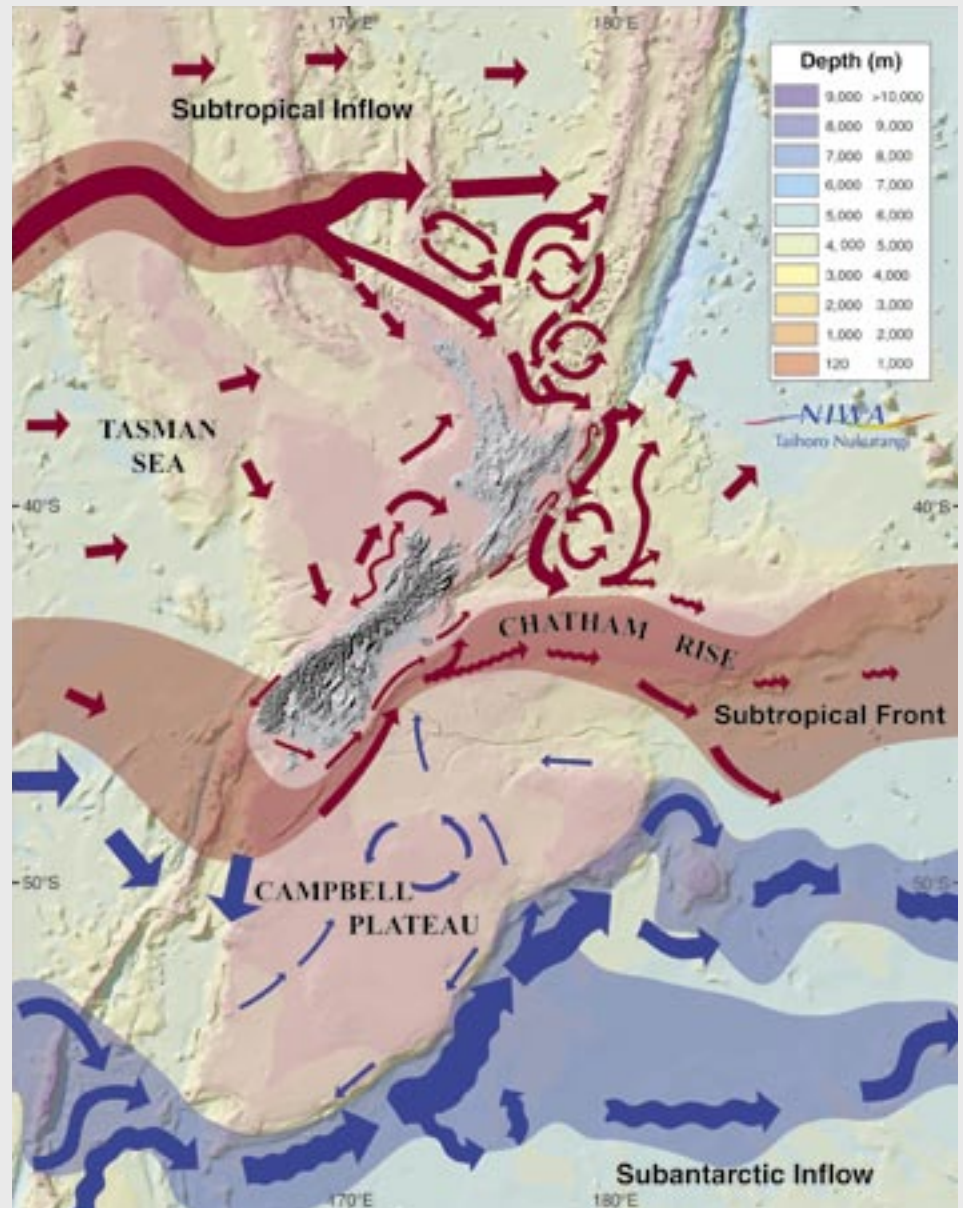 170°E
180°E
Subtropical Inflow
Depth (m)
9,000 >10,000
8,000 9,000
7,000 8,000
6,000 7,000
5,000 6,000
4,000 5,000
3,000 4,000
2,000 3,000
1,000 2,000
120 1,000
NIWA
Taihoro Nukurangi
TASMAN
SEA
40°S
40°S
CHATHAM RISE
Subtropical Front
50°S
50°S
CAMPBELL
PLATEAU
Subantarctic Inflow
170°E
180°E